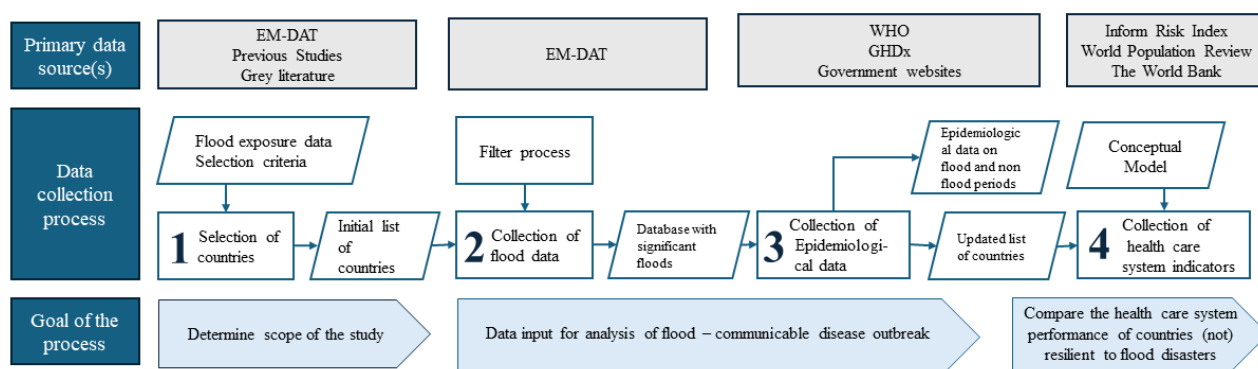 Primary data
source(s)
EM-DAT
Previous Studies
Grey literature
EM-DAT
WHO
GHDx
Government websites
Inform Risk Index
World Population Review
The World Bank
Data
collection
process
Flood exposure data
Selection criteria
Filter process
Epidemiologic
al data on
flood and non
flood periods
Conceptual
Model
1
Selection of
countries
Initial list
of
countries
2
Collection of
flood data
Database with
significant
floods
3
Collection of
Epidemiologi-
cal data
Updated list
of countries
4
Collection of
health care
system indicators
Goal of the
process
Determine scope of the study
Data input for analysis of flood – communicable disease outbreak
Compare the health care system
performance of countries (not)
resilient to flood disasters